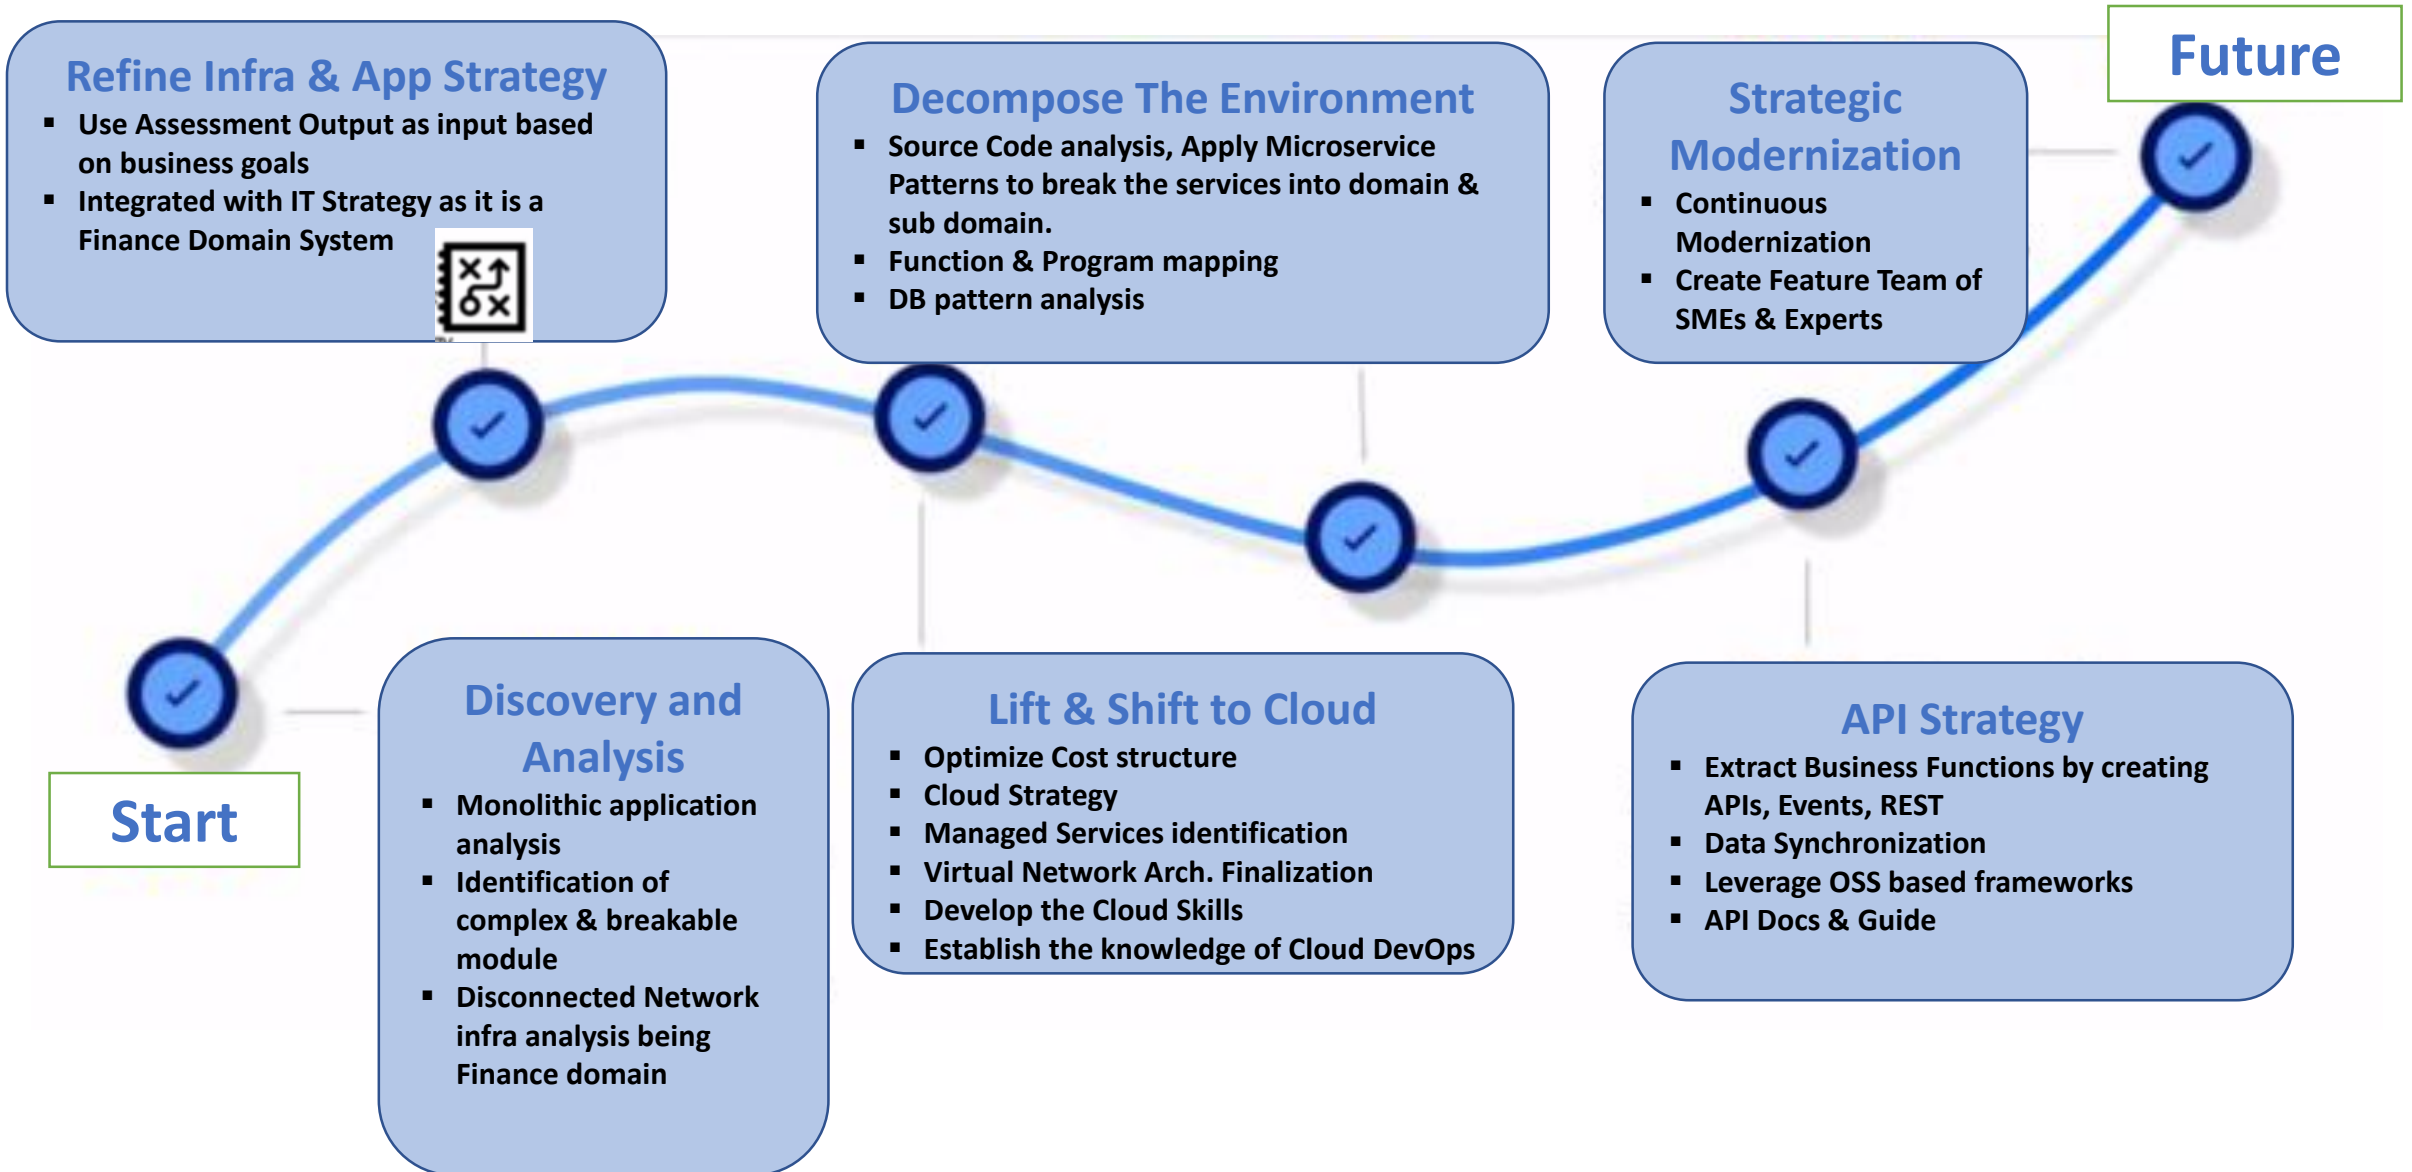 Refine Infra & App Strategy
▪ Use Assessment Output as input based
on business goals
▪ Integrated with IT Strategy as it is a
Finance Domain System
Decompose The Environment
▪ Source Code analysis, Apply Microservice
Patterns to break the services into domain &
sub domain.
▪ Function & Program mapping
▪ DB pattern analysis
Strategic
Modernization
▪ Continuous
Modernization
▪ Create Feature Team of
SMEs & Experts
Future
Start
Discovery and
Analysis
▪ Monolithic application
analysis
▪ Identification of
complex & breakable
module
▪ Disconnected Network
infra analysis being
Finance domain
Lift & Shift to Cloud
▪ Optimize Cost structure
▪ Cloud Strategy
▪ Managed Services identification
▪ Virtual Network Arch. Finalization
▪ Develop the Cloud Skills
▪ Establish the knowledge of Cloud DevOps
API Strategy
▪ Extract Business Functions by creating
APIs, Events, REST
▪ Data Synchronization
▪ Leverage OSS based frameworks
▪ API Docs & Guide